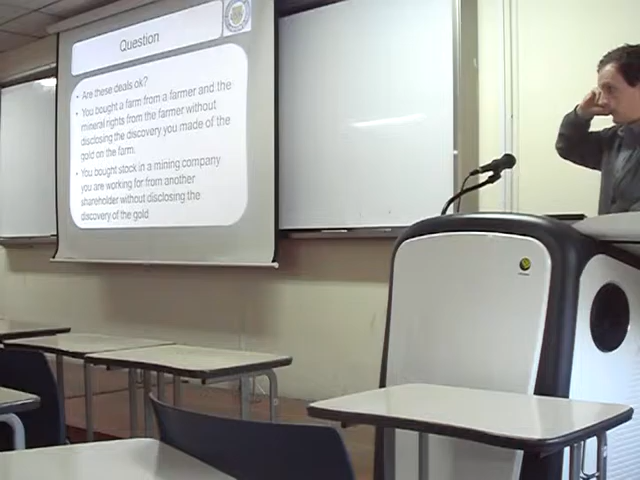 Question
• Are these deals ok?
• You bought a farm from a farmer and the
mineral rights from the farmer without
disclosing the discovery you made of the
gold on the farm.
• You bought stock in a mining company
you are working for from another
shareholder without disclosing the
discovery of the gold